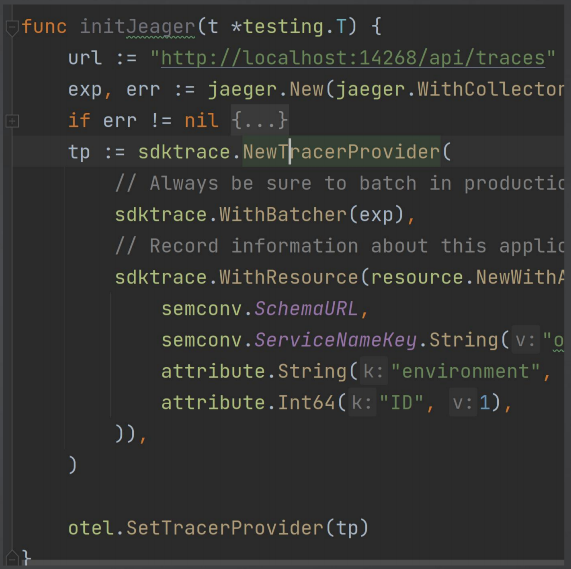 func initJeager(t *testing.T) {
url := "http://localhost:14268/api/traces"
exp, err := jaeger.New(jaeger.WithCollector
if err != nil {...}
tp := sdktrace.NewTracerProvider(
// Always be sure to batch in productio
sdktrace.WithBatcher(exp),
// Record information about this applic
sdktrace.WithResource(resource.NewWithA
semconv.SchemaURL,
semconv.ServiceNameKey.String( v: "o
attribute.String( k: "environment",
attribute.Int64( k: "ID", v: 1),
)),
)
otel.SetTracerProvider(tp)
}